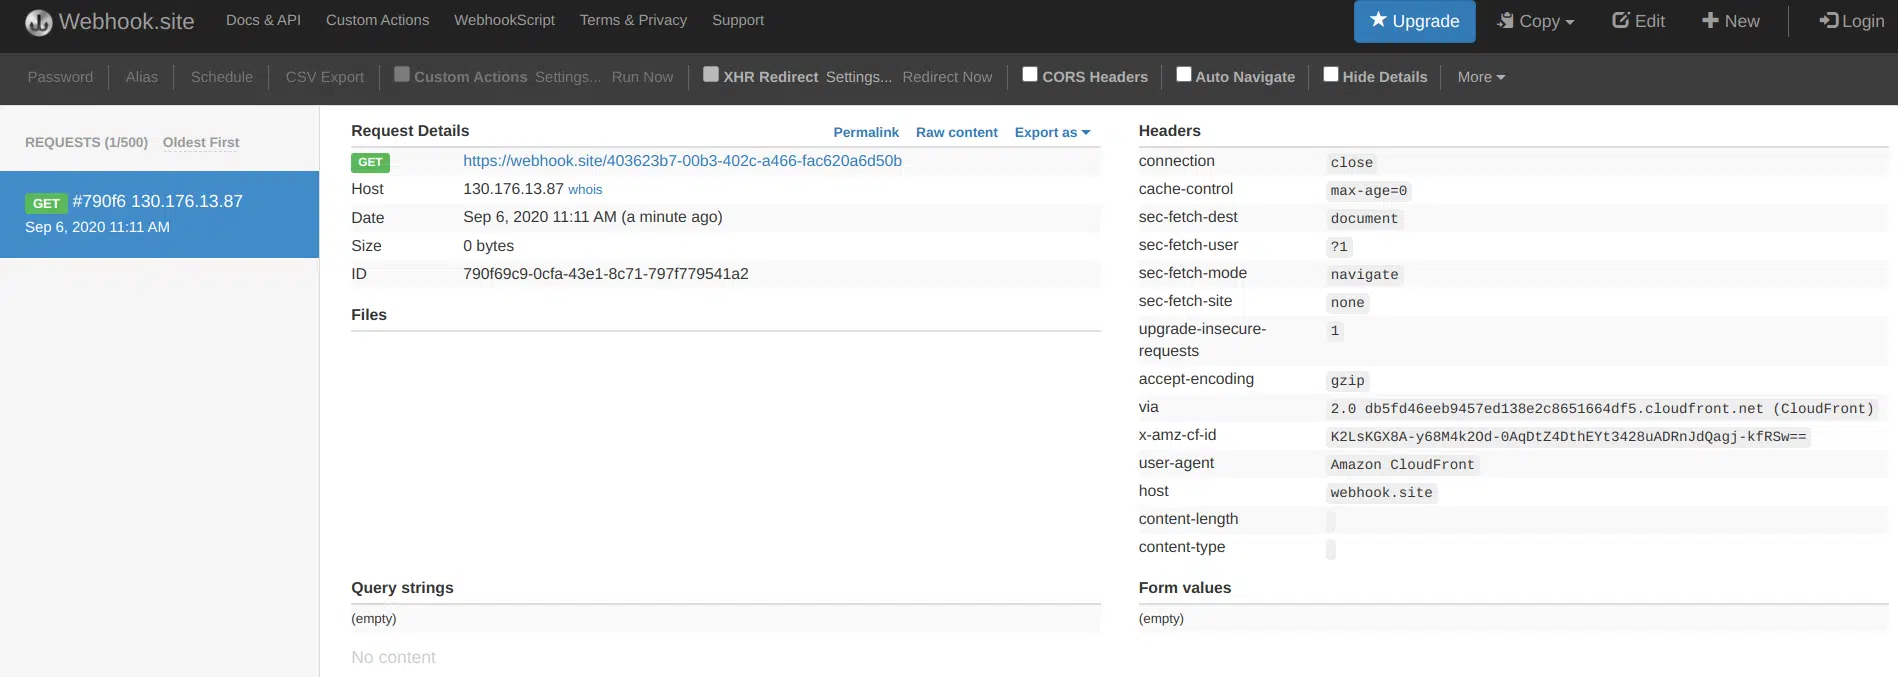 Webhook.site Docs & API Custom Actions WebhookScript Terms & Privacy Support Upgrade Copy Edit New Login
Password Alias Schedule CSV Export Custom Actions Settings... Run Now XHR Redirect Settings... Redirect Now CORS Headers Auto Navigate Hide Details More
REQUESTS (1/500) Oldest First
GET #790f6 130.176.13.87
Sep 6, 2020 11:11 AM
Request Details Permalink Raw content Export as
GET https://webhook.site/403623b7-00b3-402c-a466-fac620a6d50b
Host 130.176.13.87 whois
Date Sep 6, 2020 11:11 AM (a minute ago)
Size 0 bytes
ID 790f69c9-0cfa-43e1-8c71-797f779541a2
Files
Headers
connection close
cache-control max-age=0
sec-fetch-dest document
sec-fetch-user ?1
sec-fetch-mode navigate
sec-fetch-site none
upgrade-insecure- 1
requests
accept-encoding gzip
via 2.0 db5fd46eeb9457ed138e2c8651664df5.cloudfront.net (CloudFront)
x-amz-cf-id K2LsKGX8A-y68M4k2Od-0AqDtZ4DthEYt3428uADRnJdQagj-kfRSw==
user-agent Amazon CloudFront
host webhook.site
content-length
content-type
Query strings
(empty)
No content
Form values
(empty)